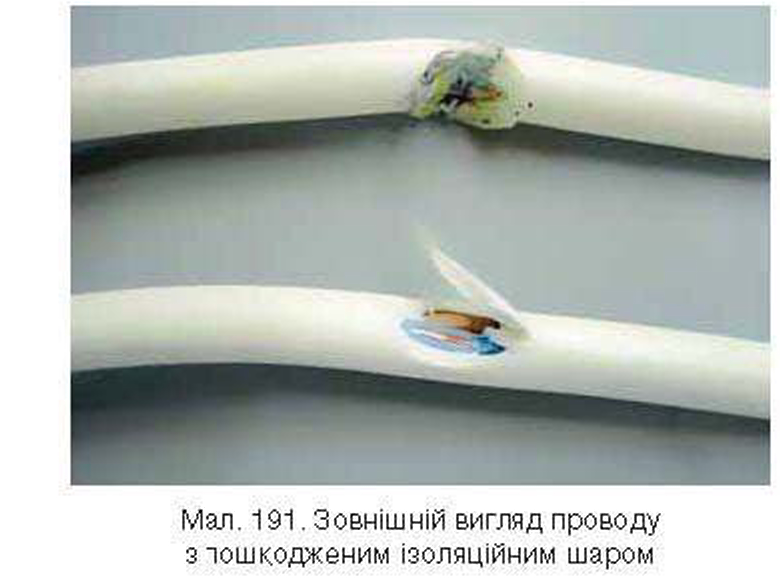 Мал. 191. Зовнішній вигляд проводу
з пошкодженим ізоляційним шаром